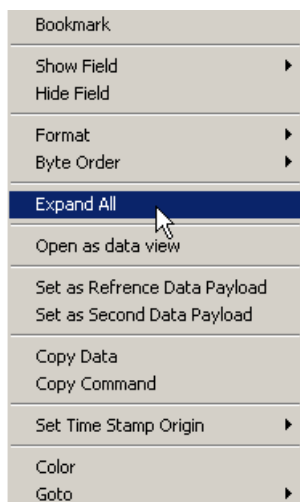 Bookmark
Show Field
Hide Field
Format
Byte Order
Expand All
Open as data view
Set as Refrence Data Payload
Set as Second Data Payload
Copy Data
Copy Command
Set Time Stamp Origin
Color
Goto